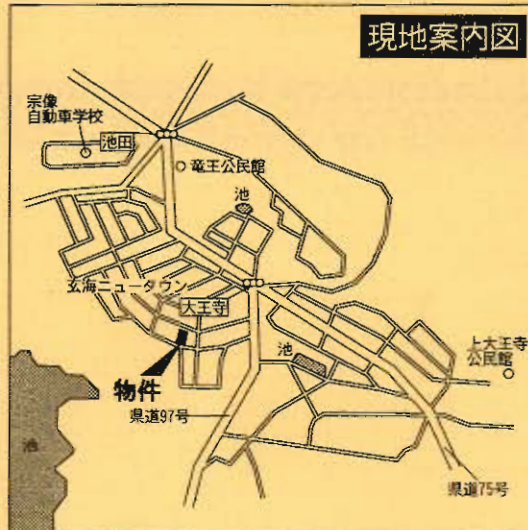 現地案内図
宗像
自動車学校
池田
竜王公民館
池
玄海ニュータウン
大王寺
池
上大王寺
公民館
物件
県道97号
池
県道75号